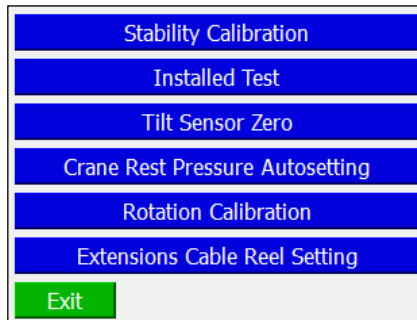 Stability Calibration
Installed Test
Tilt Sensor Zero
Crane Rest Pressure Autosetting
Rotation Calibration
Extensions Cable Reel Setting
Exit